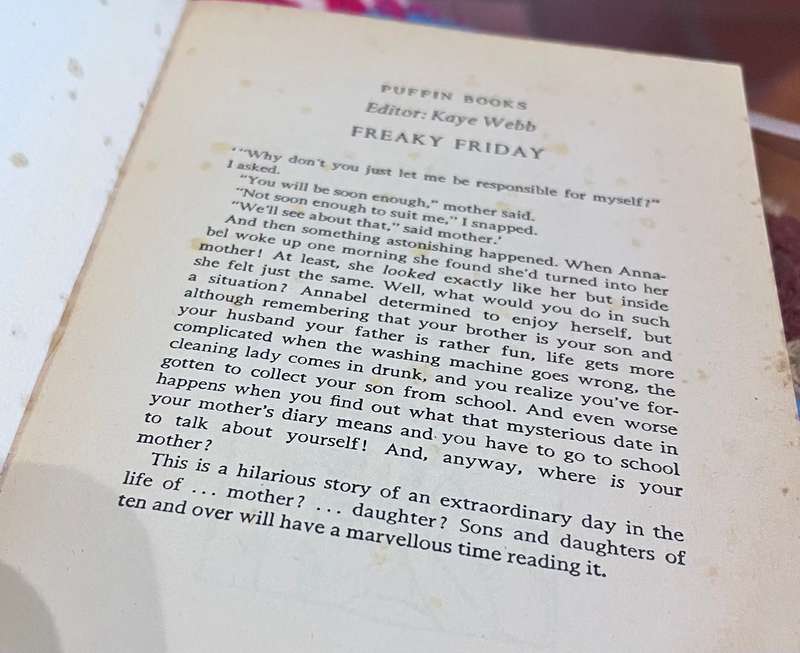 PUFFIN BOOKS
Editor: Kaye Webb
FREAKY FRIDAY
'"Why don't you just let me be responsible for myself?"
I asked.
"You will be soon enough," mother said.
"Not soon enough to suit me," I snapped.
"We'll see about that," said mother.'
And then something astonishing happened. When Anna-
bel woke up one morning she found she'd turned into her
mother! At least, she looked exactly like her but inside
she felt just the same. Well, what would you do in such
a situation? Annabel determined to enjoy herself, but
although remembering that your brother is your son and
your husband your father is rather fun, life gets more
complicated when the washing machine goes wrong, the
cleaning lady comes in drunk, and you realize you've for-
gotten to collect your son from school. And even worse
happens when you find out what that mysterious date in
your mother's diary means and you have to go to school
to talk about yourself! And, anyway, where is your
mother?
This is a hilarious story of an extraordinary day in the
life of ... mother? ... daughter? Sons and daughters of
ten and over will have a marvellous time reading it.